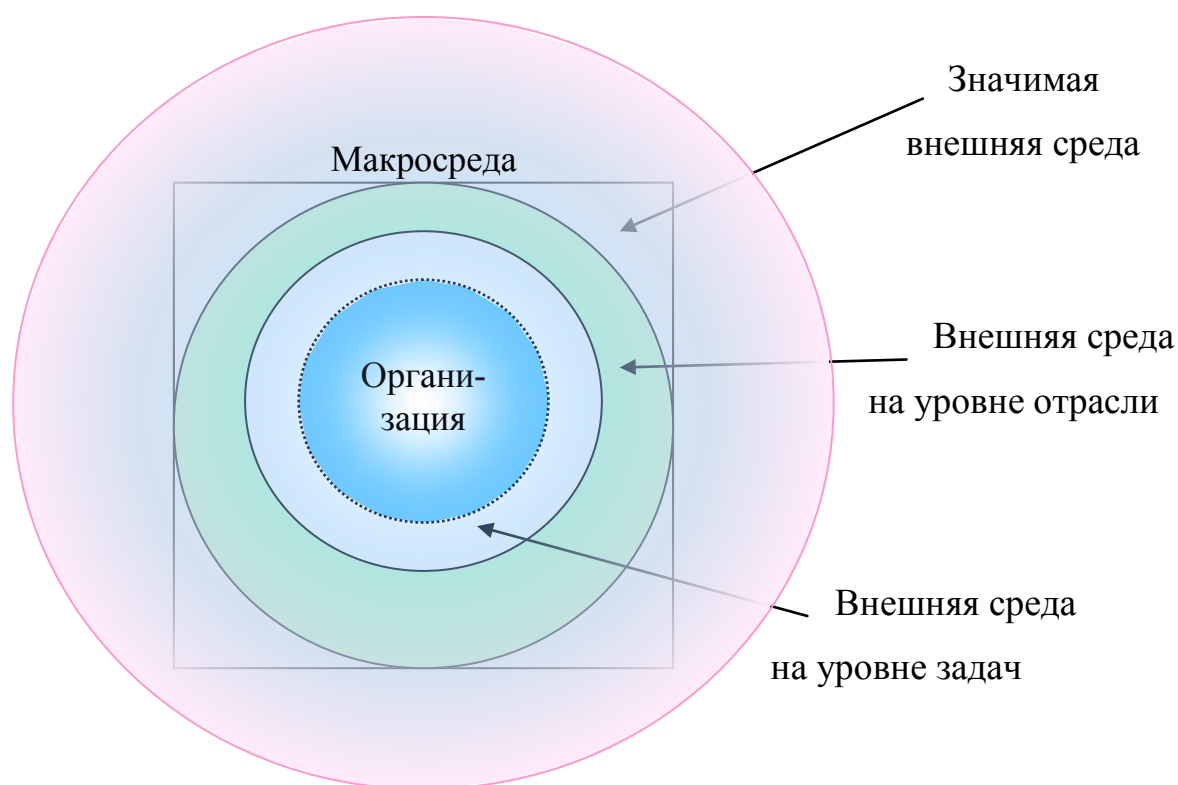 Значимая
внешняя среда
Макросреда
Внешняя среда
на уровне отрасли
Органи-
зация
Внешняя среда
на уровне задач